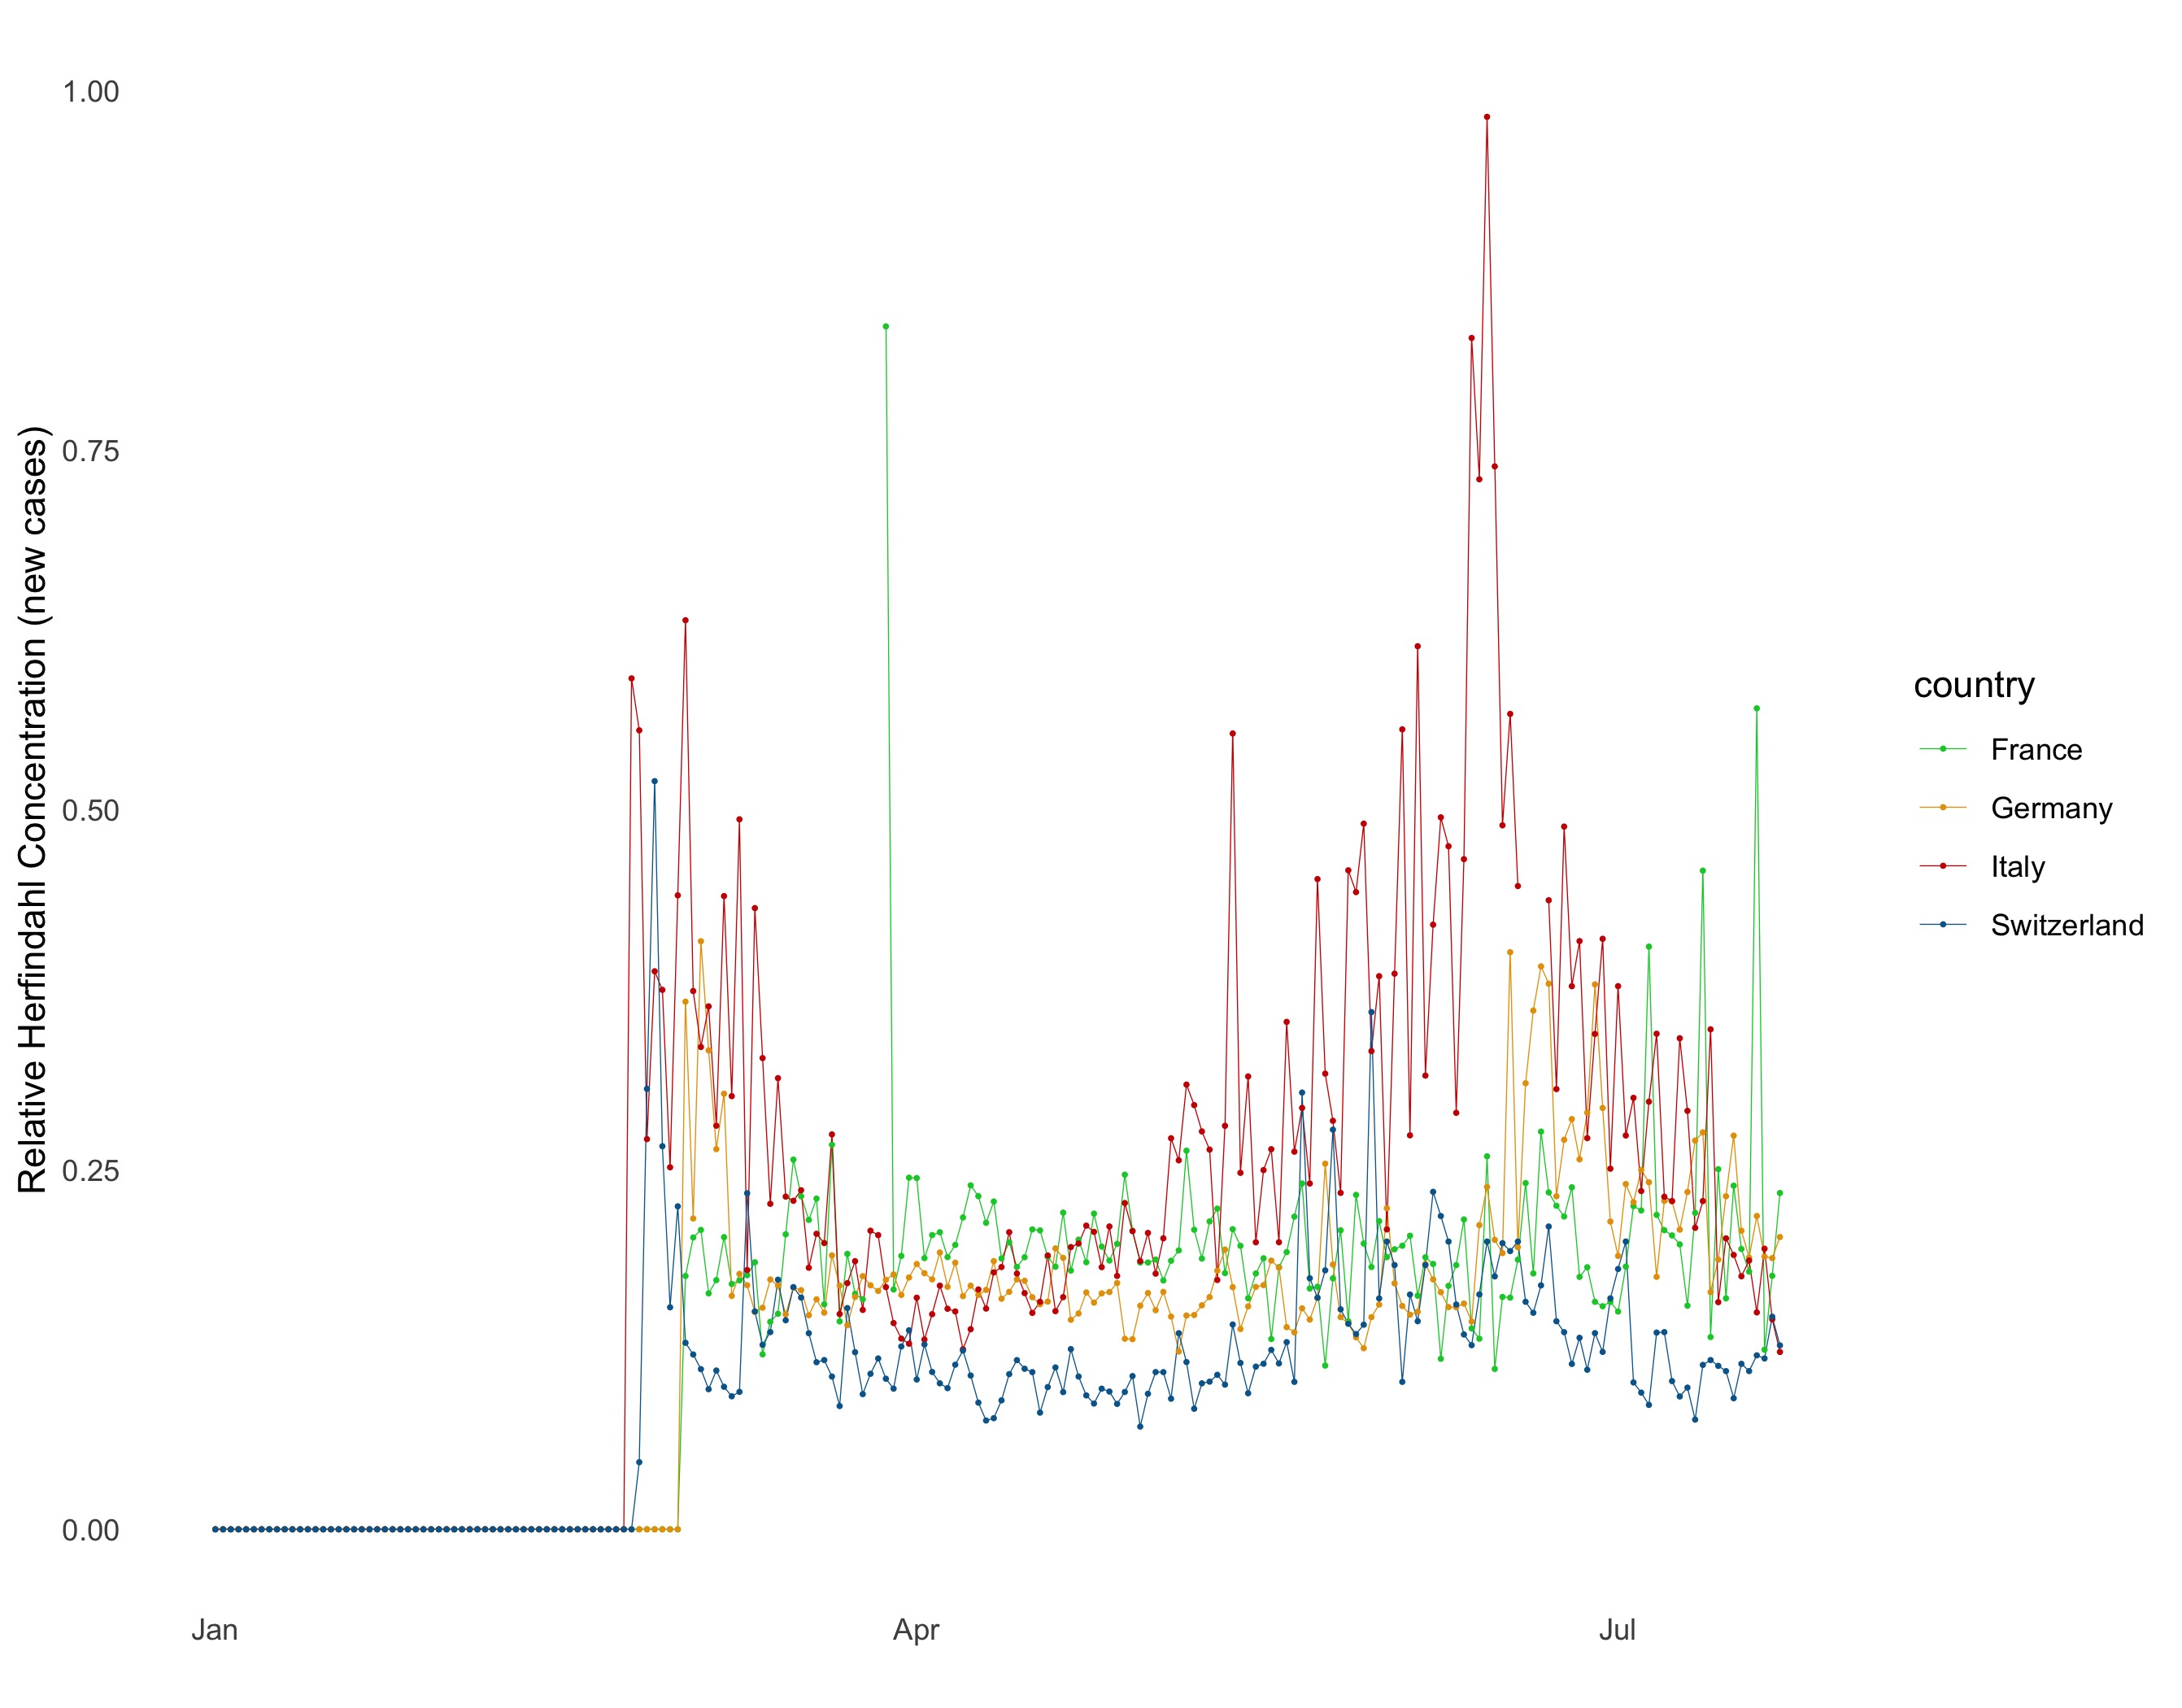 Relative Herfindahl Concentration (new cases)
1.00
0.75
0.50
0.25
0.00
Jan
Apr
Jul
country
France
Germany
Italy
Switzerland